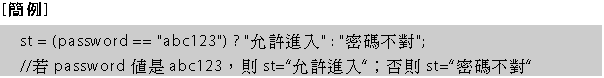 [簡例]
st = (password == "abc123") ? "允許進入" : "密碼不對";
//若 password 值是 abc123，則 st=“允許進入“；否則 st=“密碼不對“